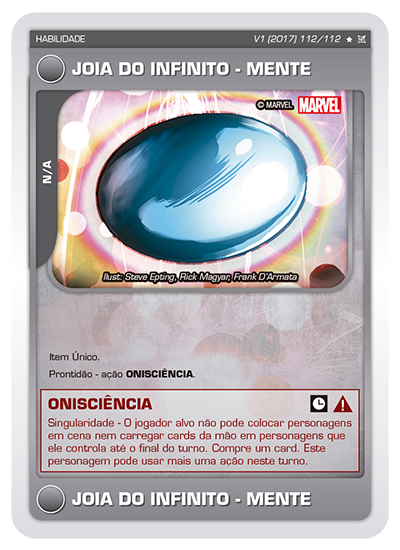 HABILIDADE V1 (2017) 112/112 ★
JOIA DO INFINITO - MENTE
© MARVEL MARVEL
N/A
Ilust: Steve Epting, Rick Magyar, Frank D'Armata
Item Único.
Prontidão - ação ONISCIÊNCIA.
ONISCIÊNCIA
Singularidade - O jogador alvo não pode colocar personagens
em cena nem carregar cards da mão em personagens que
ele controla até o final do turno. Compre um card. Este
personagem pode usar mais uma ação neste turno.
JOIA DO INFINITO - MENTE